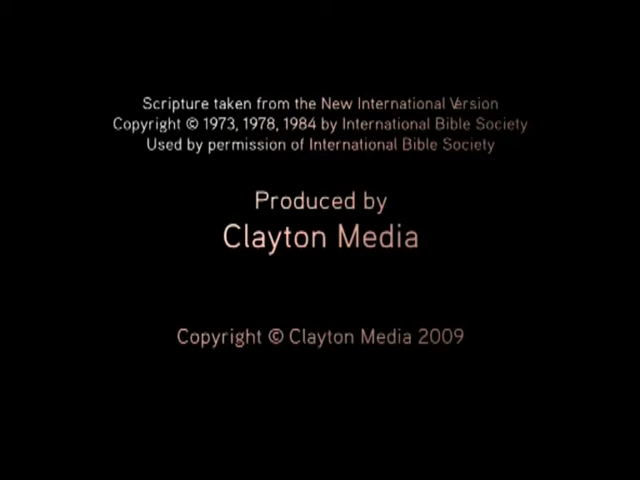 Scripture taken from the New International Version
Copyright © 1973, 1978, 1984 by International Bible Society
Used by permission of International Bible Society
Produced by
Clayton Media
Copyright © Clayton Media 2009